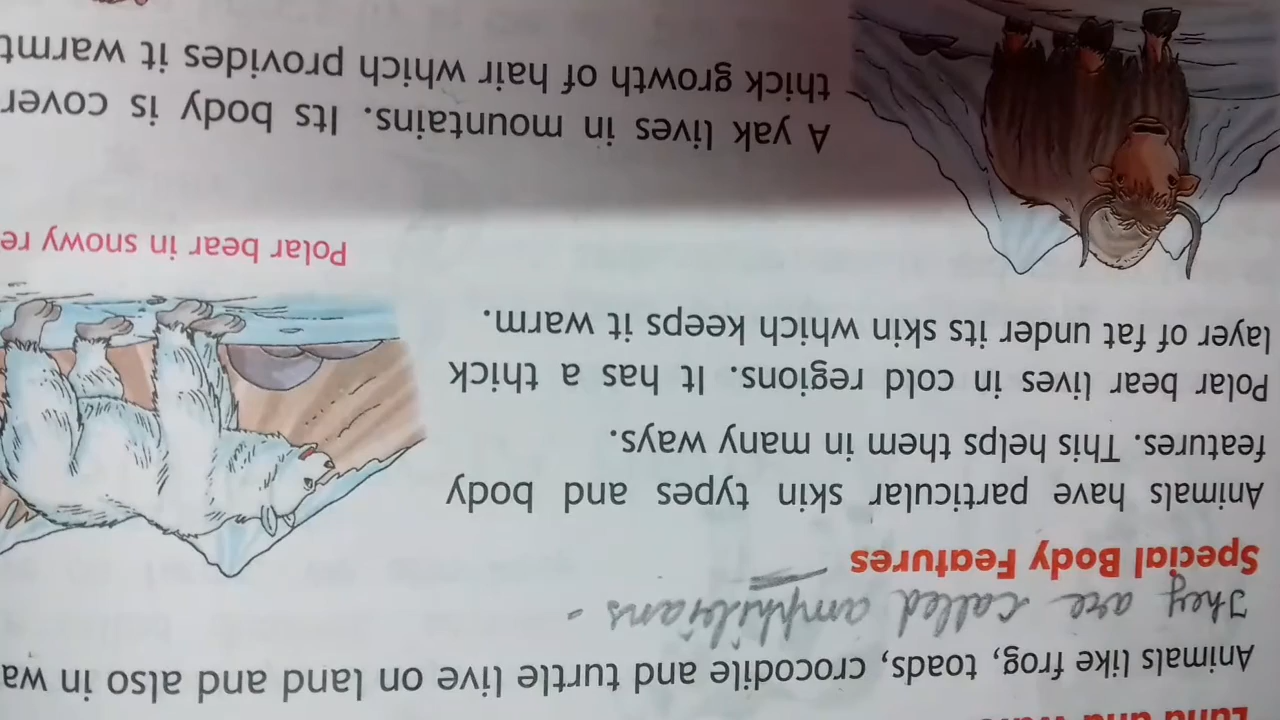 Animals like frog, toads, crocodile and turtle live on land and also in wa
They are called amphibians -
Special Body Features
Animals have particular skin types and body
features. This helps them in many ways.
Polar bear lives in cold regions. It has a thick
layer of fat under its skin which keeps it warm.
Polar bear in snowy re
A yak lives in mountains. Its body is cover
thick growth of hair which provides it warmt